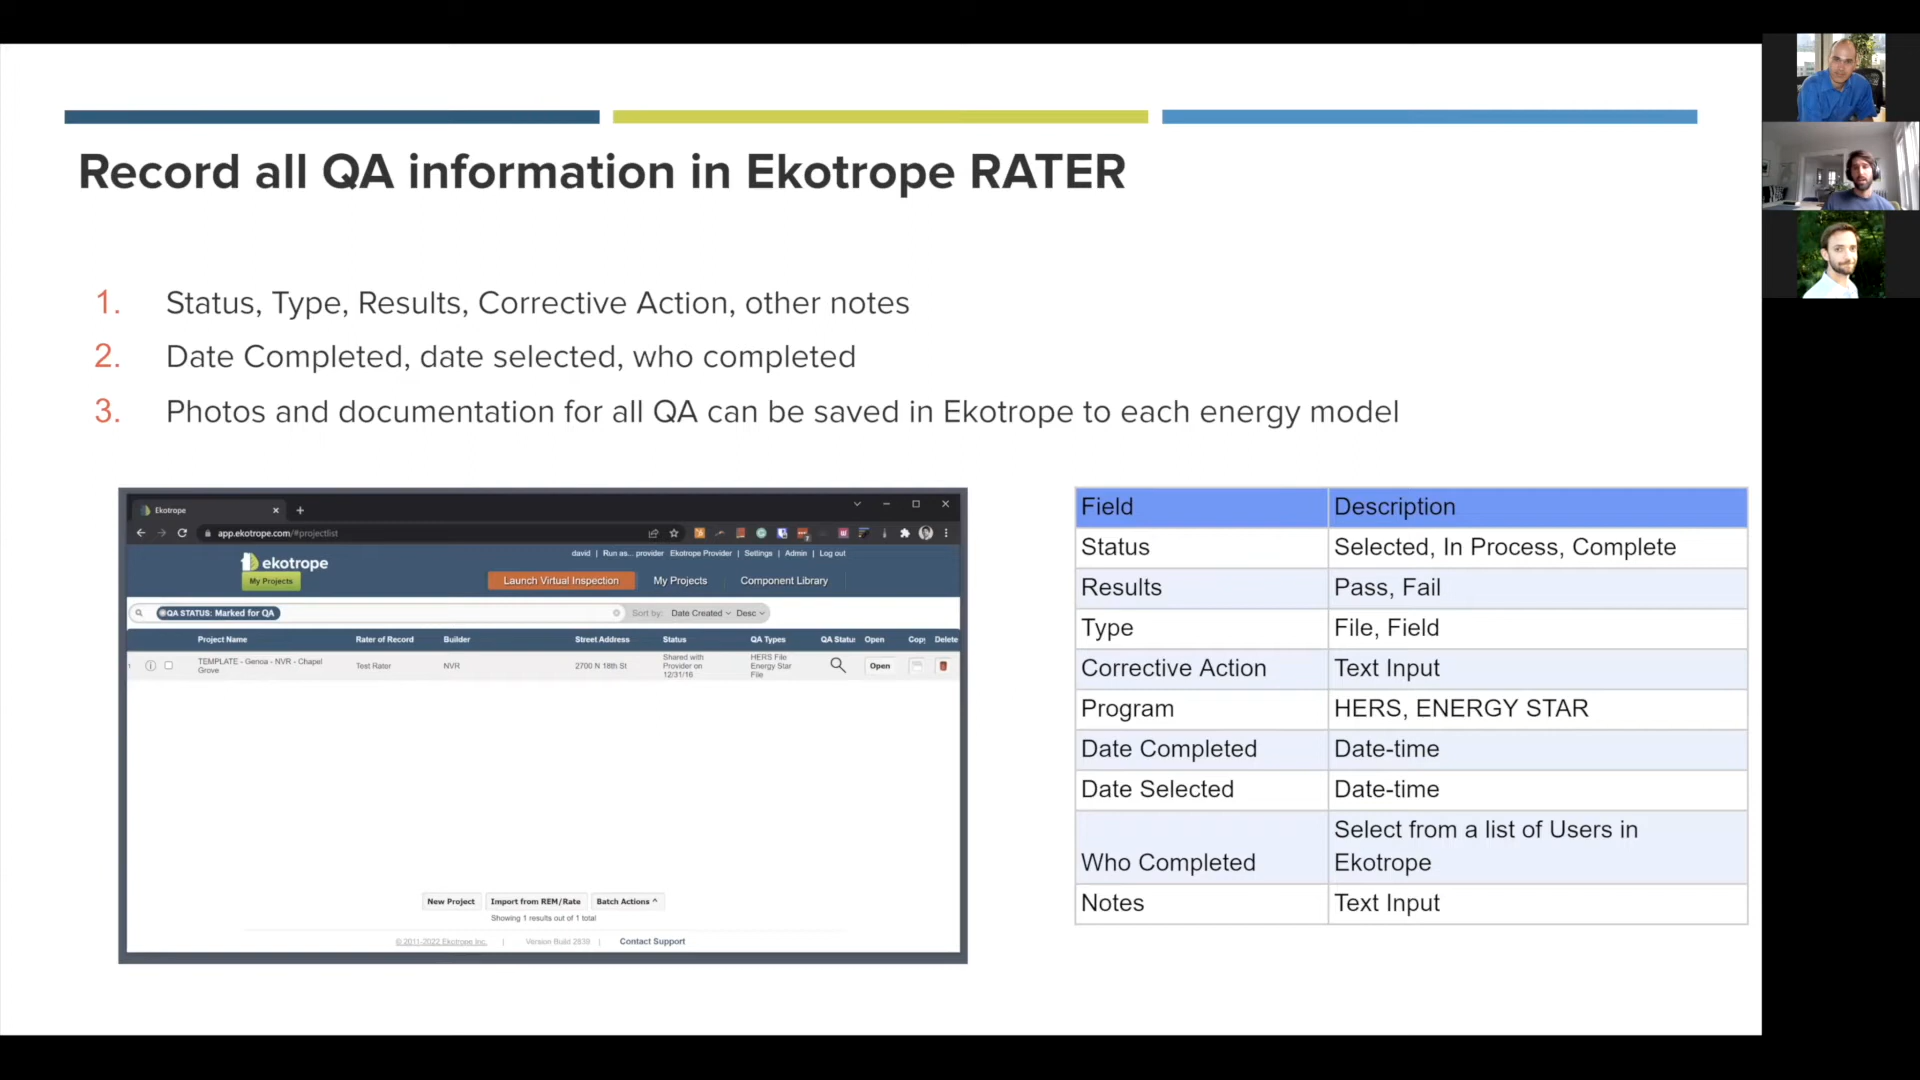 Record all QA information in Ekotrope RATER
1. Status, Type, Results, Corrective Action, other notes
2. Date Completed, date selected, who completed
3. Photos and documentation for all QA can be saved in Ekotrope to each energy model
Ekotrope
app.ekotrope.com/#projectlist
david | Run as... provider Ekotrope Provider | Settings | Admin | Log out
ekotrope
My Projects
Launch Virtual Inspection My Projects Component Library
QA STATUS: Marked for QA Sort by: Date Created Desc
Project Name Rater of Record Builder Street Address Status QA Types QA Status Open Copy Delete
TEMPLATE - Genoa - NVR - Chapel
Grove
Test Rater
NVR
2700 N 18th St
Shared with
Provider on
12/31/16
HERS File
Energy Star
File
Open
New Project Import from REM/Rate Batch Actions ^
Showing 1 results out of 1 total
© 2011-2022 Ekotrope Inc. | Version Build 2839 | Contact Support
Field Description
Status Selected, In Process, Complete
Results Pass, Fail
Type File, Field
Corrective Action Text Input
Program HERS, ENERGY STAR
Date Completed Date-time
Date Selected Date-time
Who Completed Select from a list of Users in
Ekotrope
Notes Text Input